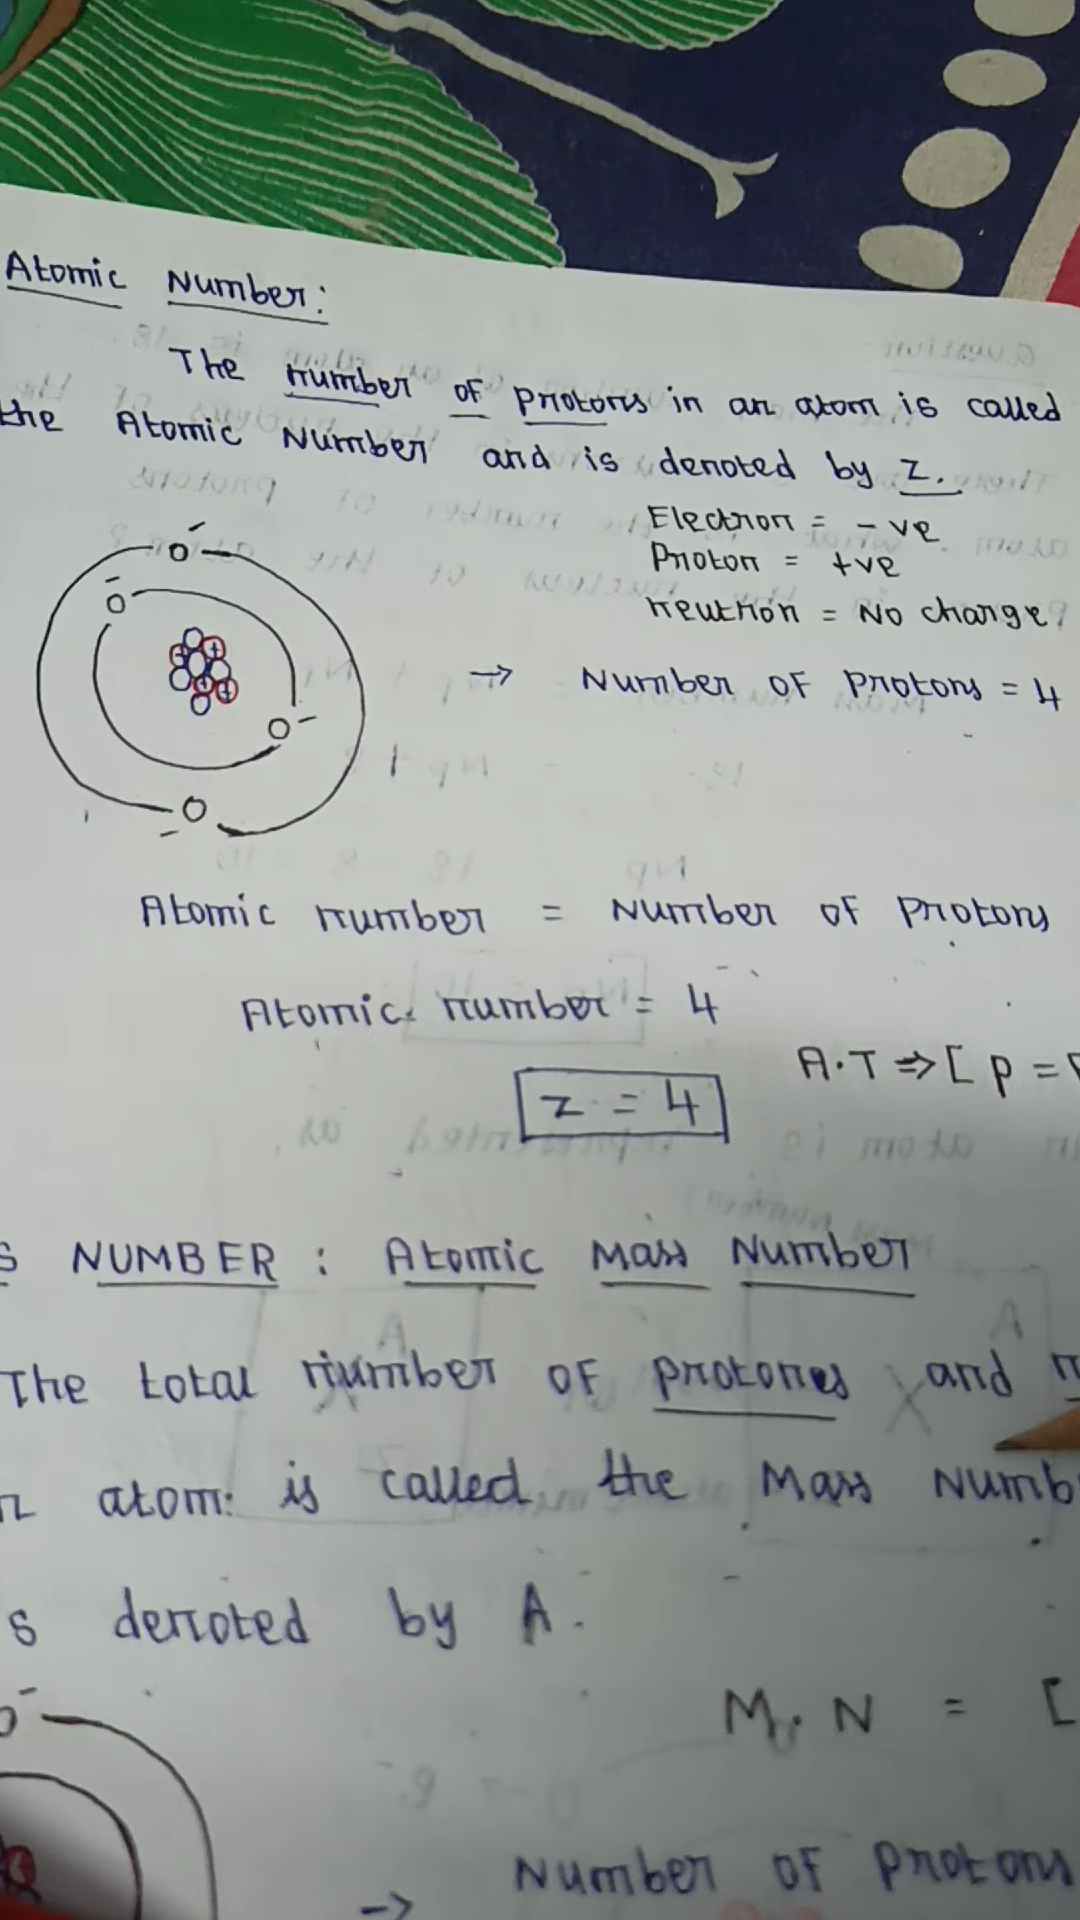 Atomic Number:
The number of protons in an atom is called
the Atomic Number and is denoted by Z.
Electron = -ve
Proton = +ve
Neutron = No charge
→ Number of protons = 4
Atomic number = Number of protons
Atomic number = 4
Z = 4
A.T ⇒ [ P =
S NUMBER : Atomic Mass Number
The total number of protones and
atom is called the Mass Numb
s denoted by A.
M. N = [
Number of Protons
→